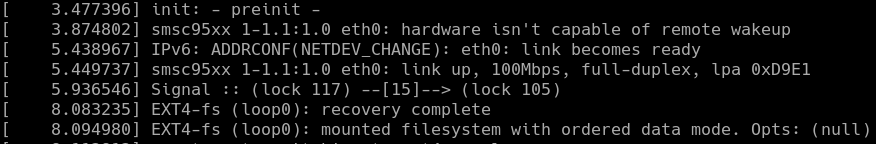 [    3.477396] init: - preinit -
[    3.874802] smsc95xx 1-1.1:1.0 eth0: hardware isn't capable of remote wakeup
[    5.438967] IPv6: ADDRCONF(NETDEV_CHANGE): eth0: link becomes ready
[    5.449737] smsc95xx 1-1.1:1.0 eth0: link up, 100Mbps, full-duplex, lpa 0xD9E1
[    5.936546] Signal :: (lock 117) --[15]--> (lock 105)
[    8.083235] EXT4-fs (loop0): recovery complete
[    8.094980] EXT4-fs (loop0): mounted filesystem with ordered data mode. Opts: (null)